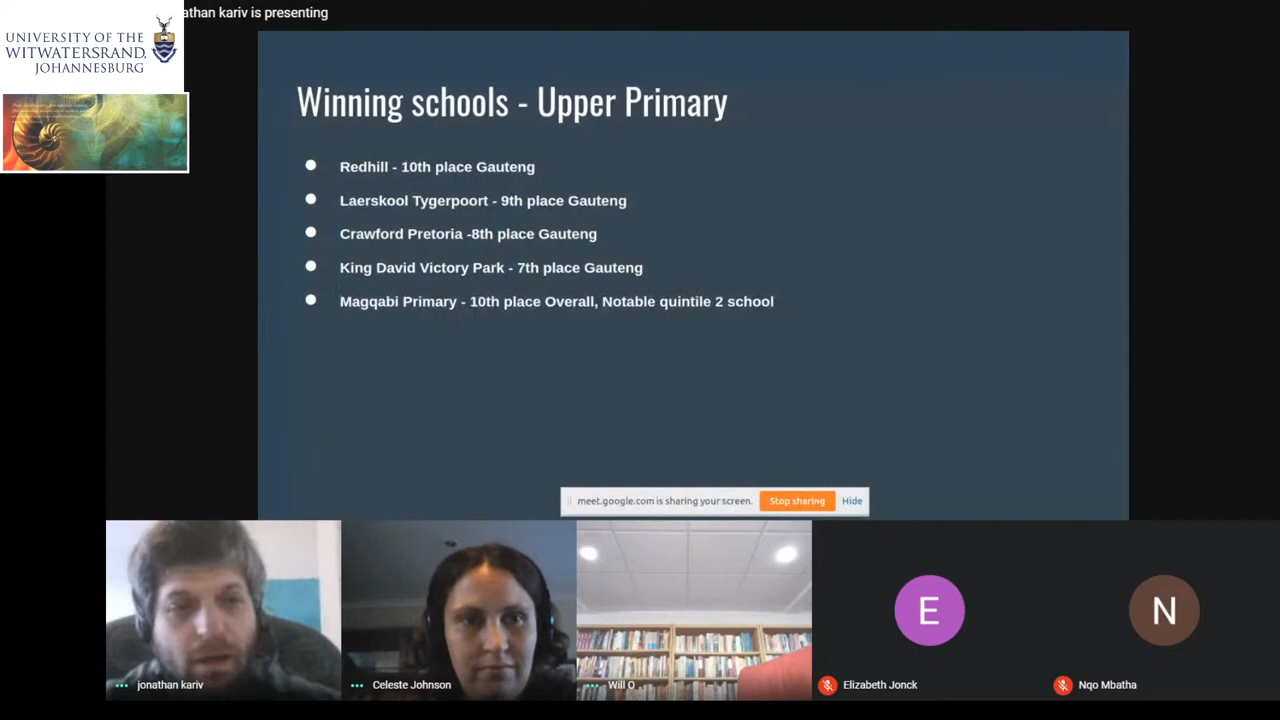 athan kariv is presenting
UNIVERSITY OF THE
WITWATERSRAND,
JOHANNESBURG
Winning schools - Upper Primary
Redhill - 10th place Gauteng
Laerskool Tygerpoort - 9th place Gauteng
Crawford Pretoria -8th place Gauteng
King David Victory Park - 7th place Gauteng
Magqabi Primary - 10th place Overall, Notable quintile 2 school
meet.google.com is sharing your screen. Stop sharing Hide
E
N
jonathan kariv
Celeste Johnson
Will O
Elizabeth Jonck
Nqo Mbatha